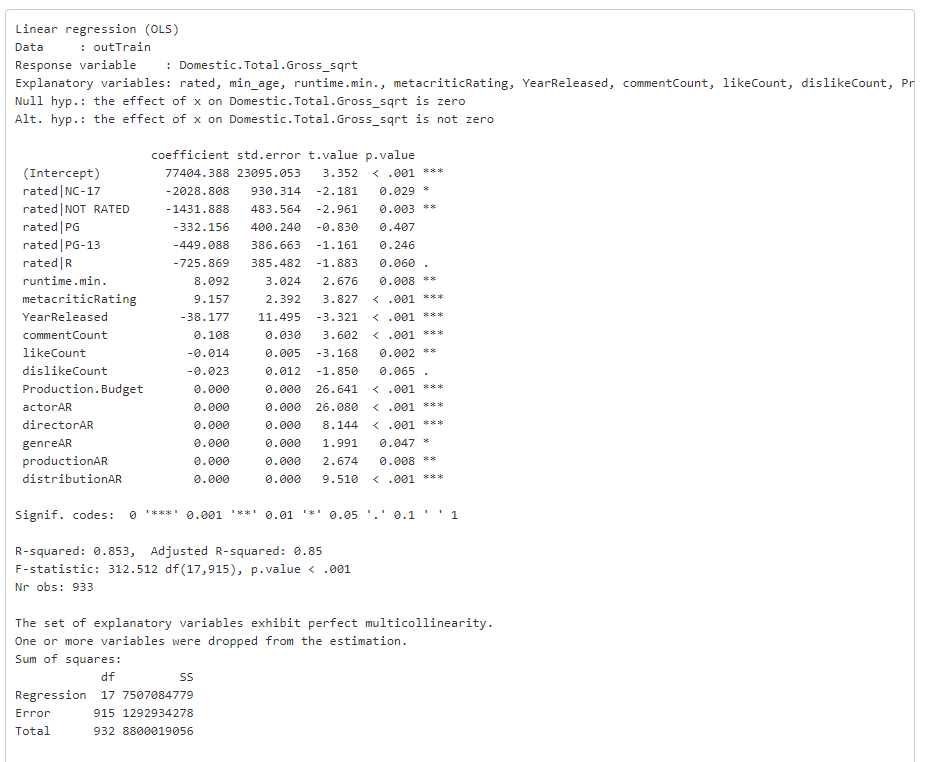 Linear regression (OLS)
Data     : outTrain
Response variable    : Domestic.Total.Gross_sqrt
Explanatory variables: rated, min_age, runtime.min., metacriticRating, YearReleased, commentCount, likeCount, dislikeCount, Pr
Null hyp.: the effect of x on Domestic.Total.Gross_sqrt is zero
Alt. hyp.: the effect of x on Domestic.Total.Gross_sqrt is not zero

                  coefficient std.error t.value p.value
 (Intercept)        77404.388 23095.053   3.352  < .001 ***
 rated|NC-17        -2028.808   930.314  -2.181   0.029 *
 rated|NOT RATED    -1431.888   483.564  -2.961   0.003 **
 rated|PG            -332.156   400.240  -0.830   0.407
 rated|PG-13         -449.088   386.663  -1.161   0.246
 rated|R             -725.869   385.482  -1.883   0.060 .
 runtime.min.           8.092     3.024   2.676   0.008 **
 metacriticRating       9.157     2.392   3.827  < .001 ***
 YearReleased         -38.177    11.495  -3.321  < .001 ***
 commentCount           0.108     0.030   3.602  < .001 ***
 likeCount             -0.014     0.005  -3.168   0.002 **
 dislikeCount          -0.023     0.012  -1.850   0.065 .
 Production.Budget      0.000     0.000  26.641  < .001 ***
 actorAR                0.000     0.000  26.080  < .001 ***
 directorAR             0.000     0.000   8.144  < .001 ***
 genreAR                0.000     0.000   1.991   0.047 *
 productionAR           0.000     0.000   2.674   0.008 **
 distributionAR         0.000     0.000   9.510  < .001 ***

Signif. codes:  0 '***' 0.001 '**' 0.01 '*' 0.05 '.' 0.1 ' ' 1

R-squared: 0.853,  Adjusted R-squared: 0.85
F-statistic: 312.512 df(17,915), p.value < .001
Nr obs: 933

The set of explanatory variables exhibit perfect multicollinearity.
One or more variables were dropped from the estimation.
Sum of squares:
            df         SS
Regression  17 7507084779
Error      915 1292934278
Total      932 8800019056